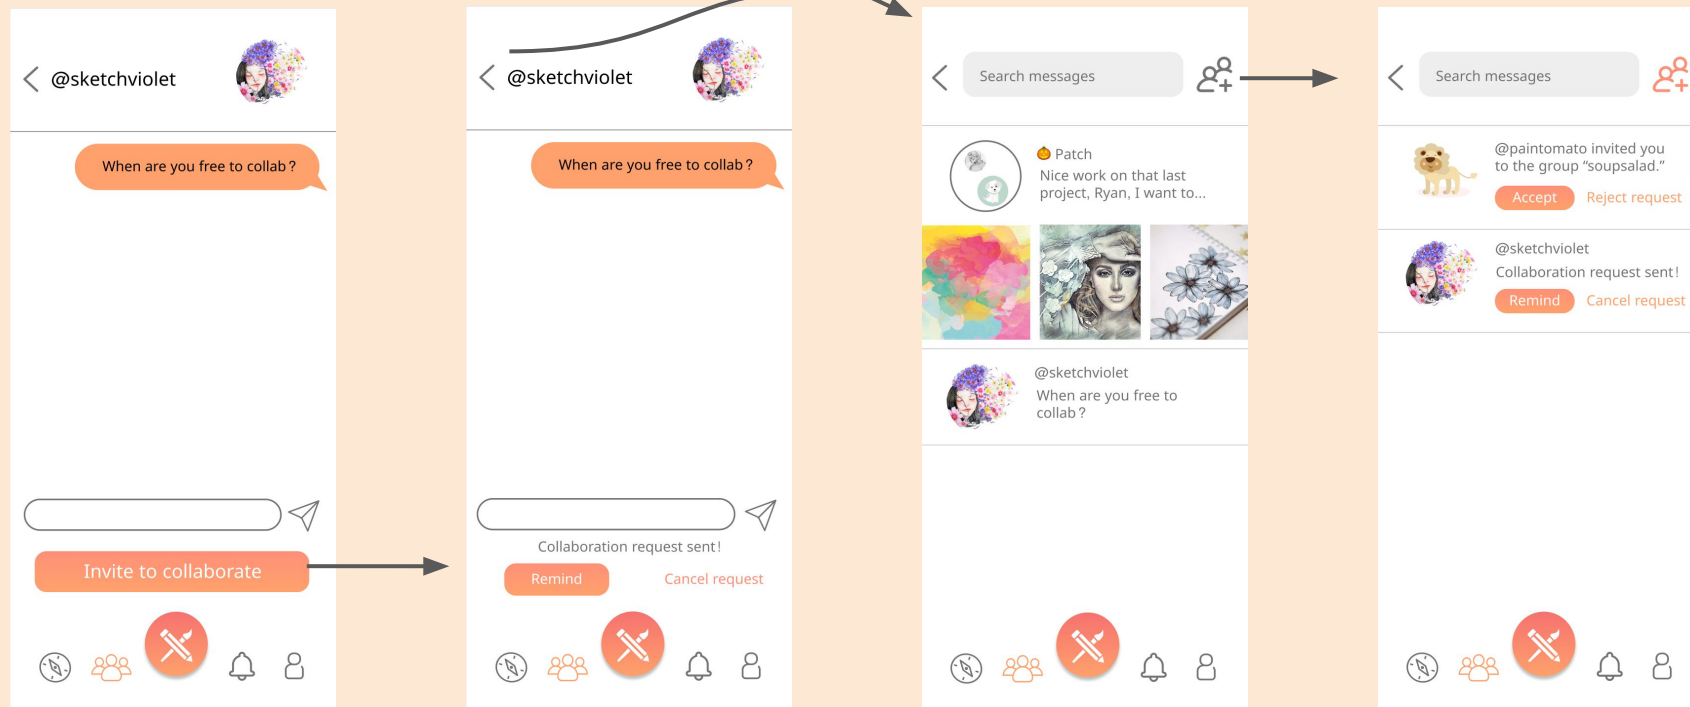 @sketchviolet
When are you free to collab?
Invite to collaborate
@sketchviolet
When are you free to collab?
Collaboration request sent!
Remind
Cancel request
Search messages
🎃 Patch
Nice work on that last
project, Ryan, I want to...
@sketchviolet
When are you free to
collab?
Search messages
@paintomato invited you
to the group “soupsalad.”
Accept
Reject request
@sketchviolet
Collaboration request sent!
Remind
Cancel request